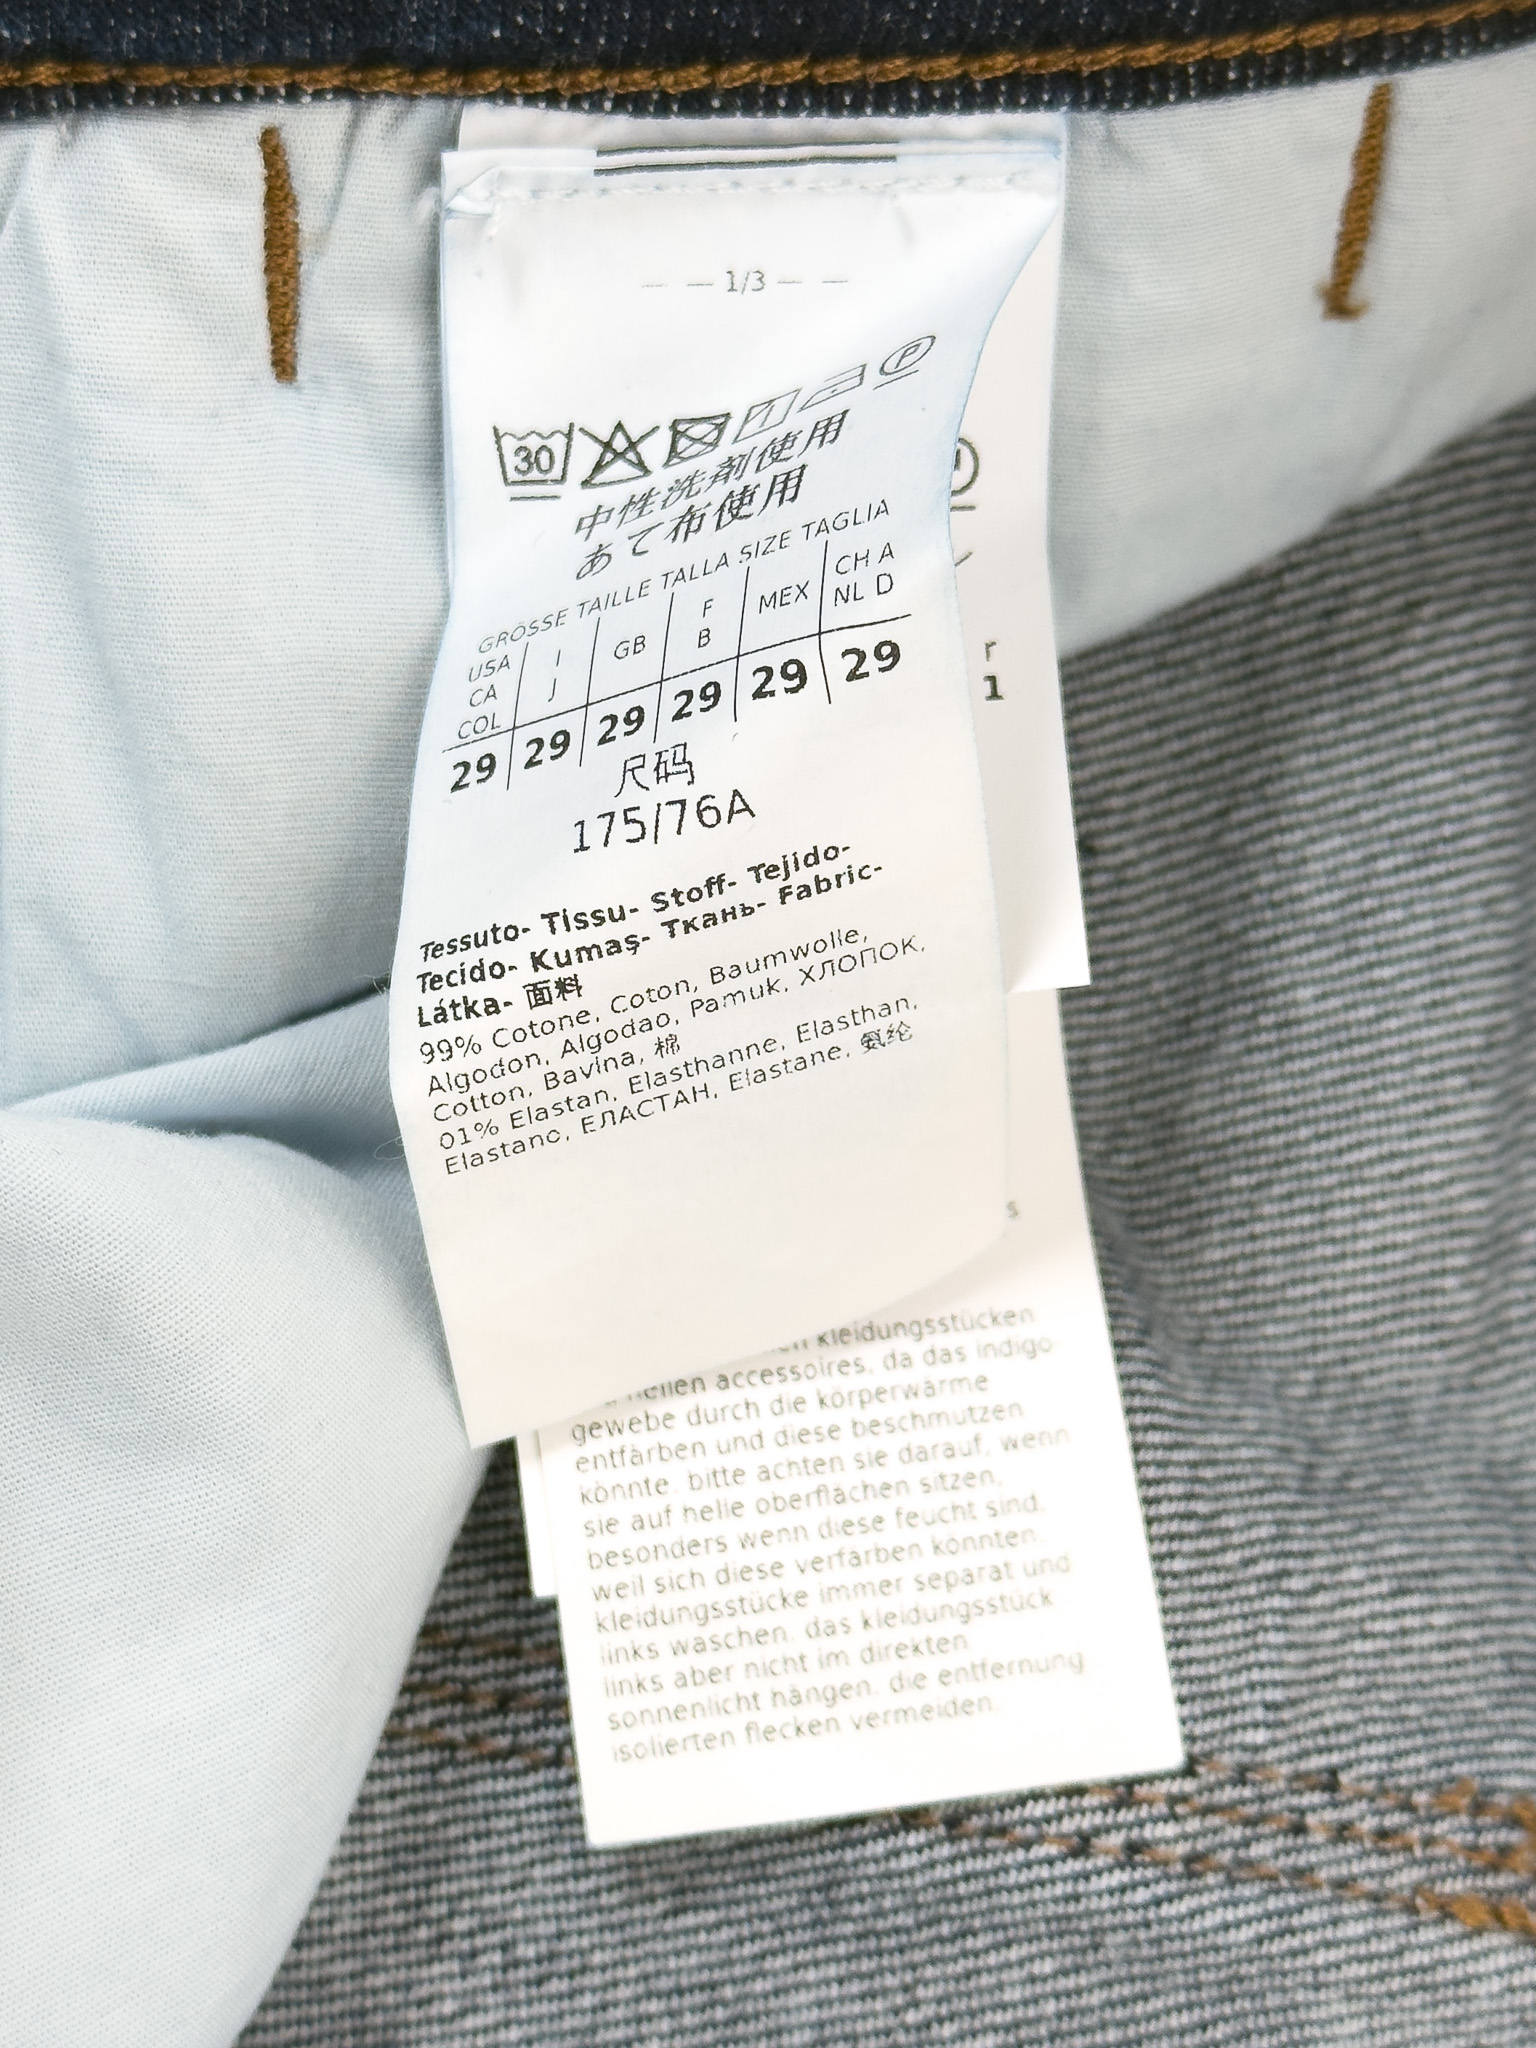 — — 1/3 — —
30
P
中性洗剤使用
あて布使用
GRÖSSE TAILLE TALLA SIZE TAGLIA
USA CA COL
I J
GB
F B
MEX
CH A NL D
29 29 29 29 29 29
尺码
175/76A
Tessuto- Tissu- Stoff- Tejido-
Tecido- Kumaş- Ткань- Fabric-
Látka- 面料
99% Cotone, Coton, Baumwolle,
Algodon, Algodao, Pamuk, ХЛОПОК,
Cotton, Bavlna, 棉
01% Elastan, Elasthanne, Elasthan,
Elastano, ЕЛАСТАН, Elastane, 氨纶
r
1
s
kleidungsstücken
hellen accessoires, da das indigo
gewebe durch die körperwärme
entfärben und diese beschmutzen
könnte. bitte achten sie darauf, wenn
sie auf helle oberflächen sitzen,
besonders wenn diese feucht sind,
weil sich diese verfärben könnten.
kleidungsstücke immer separat und
links waschen. das kleidungsstück
links aber nicht im direkten
sonnenlicht hängen. die entfernung
isolierten flecken vermeiden.